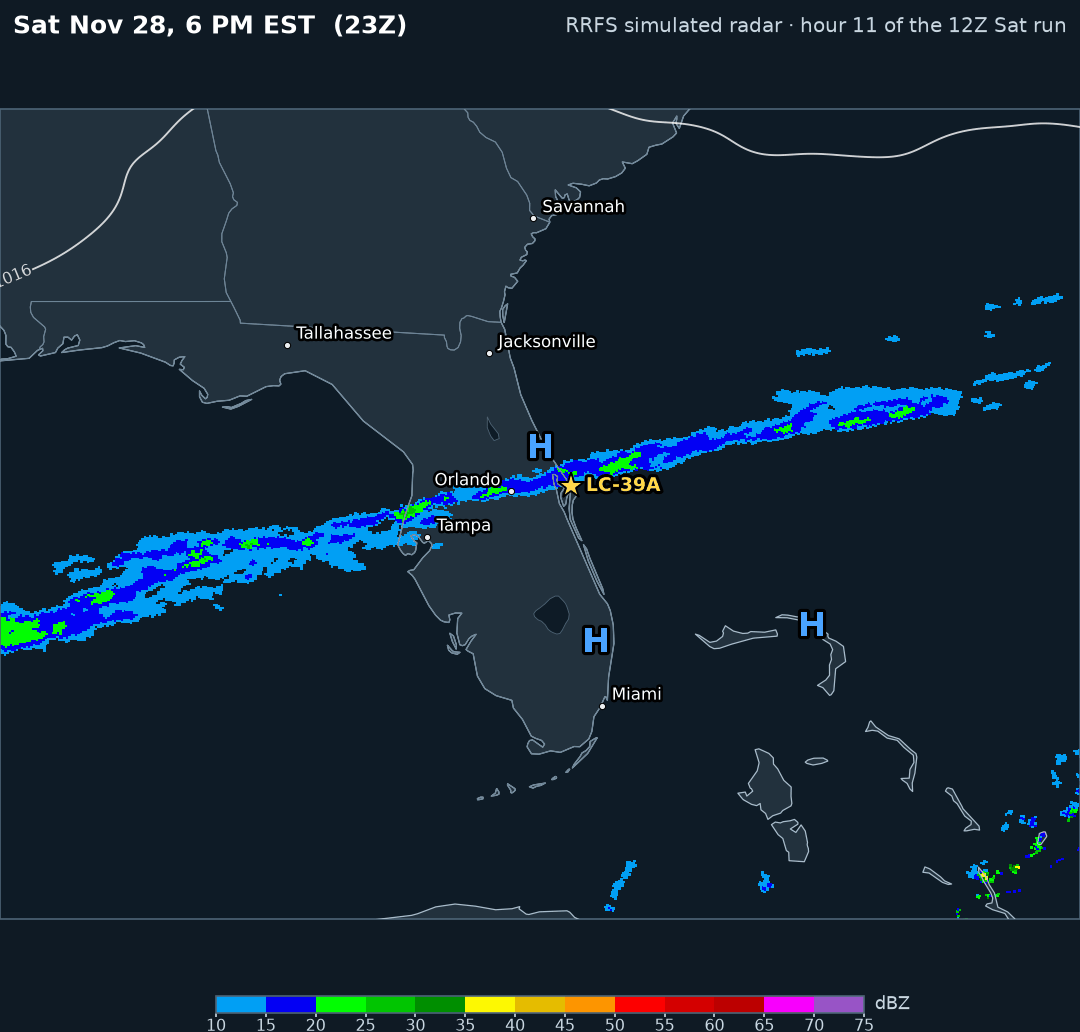 Sat Nov 28, 6 PM EST (23Z)
RRFS simulated radar · hour 11 of the 12Z Sat run
Savannah
1016
Tallahassee
Jacksonville
H
Orlando
LC-39A
Tampa
H
H
Miami
dBZ
10 15 20 25 30 35 40 45 50 55 60 65 70 75